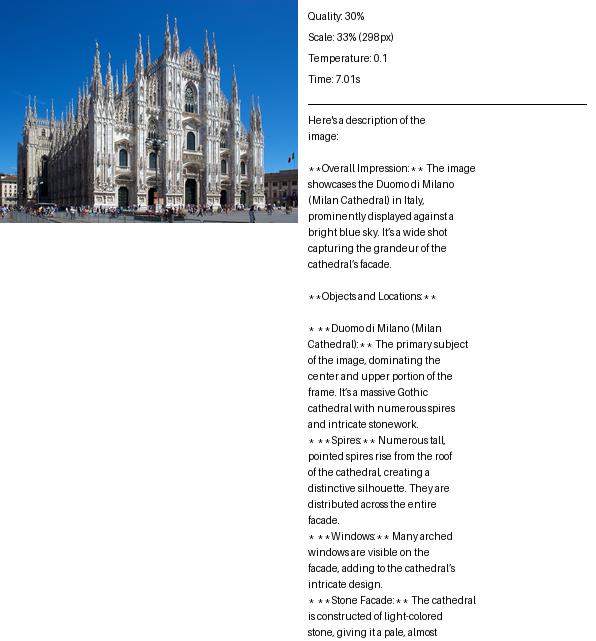 Quality: 30%
Scale: 33% (298px)
Temperature: 0.1
Time: 7.01s
Here's a description of the
image:
**Overall Impression:** The image
showcases the Duomo di Milano
(Milan Cathedral) in Italy,
prominently displayed against a
bright blue sky. It's a wide shot
capturing the grandeur of the
cathedral's facade.
**Objects and Locations:**
* **Duomo di Milano (Milan
Cathedral):** The primary subject
of the image, dominating the
center and upper portion of the
frame. It's a massive Gothic
cathedral with numerous spires
and intricate stonework.
* **Spires:** Numerous tall,
pointed spires rise from the roof
of the cathedral, creating a
distinctive silhouette. They are
distributed across the entire
facade.
* **Windows:** Many arched
windows are visible on the
facade, adding to the cathedral's
intricate design.
* **Stone Facade:** The cathedral
is constructed of light-colored
stone, giving it a pale, almost